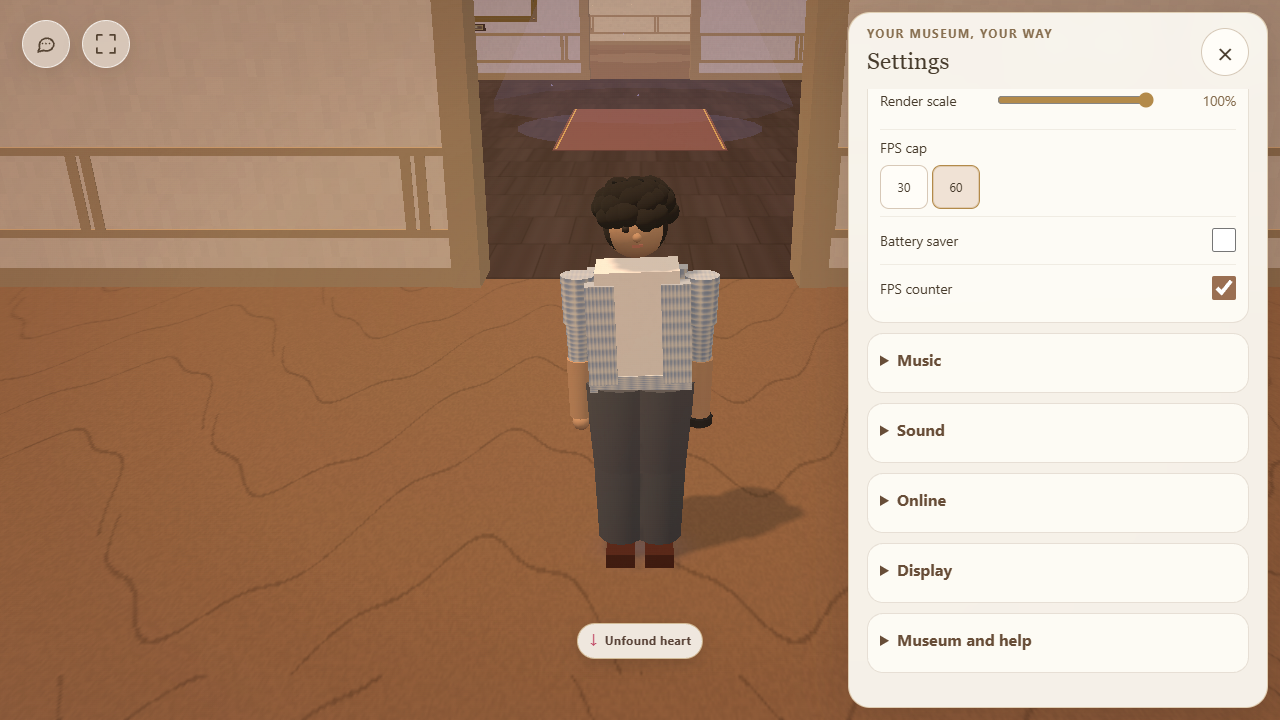 YOUR MUSEUM, YOUR WAY
Settings
Render scale 100%
FPS cap
30 60
Battery saver
FPS counter
Music
Sound
Online
Display
Museum and help
↓ Unfound heart